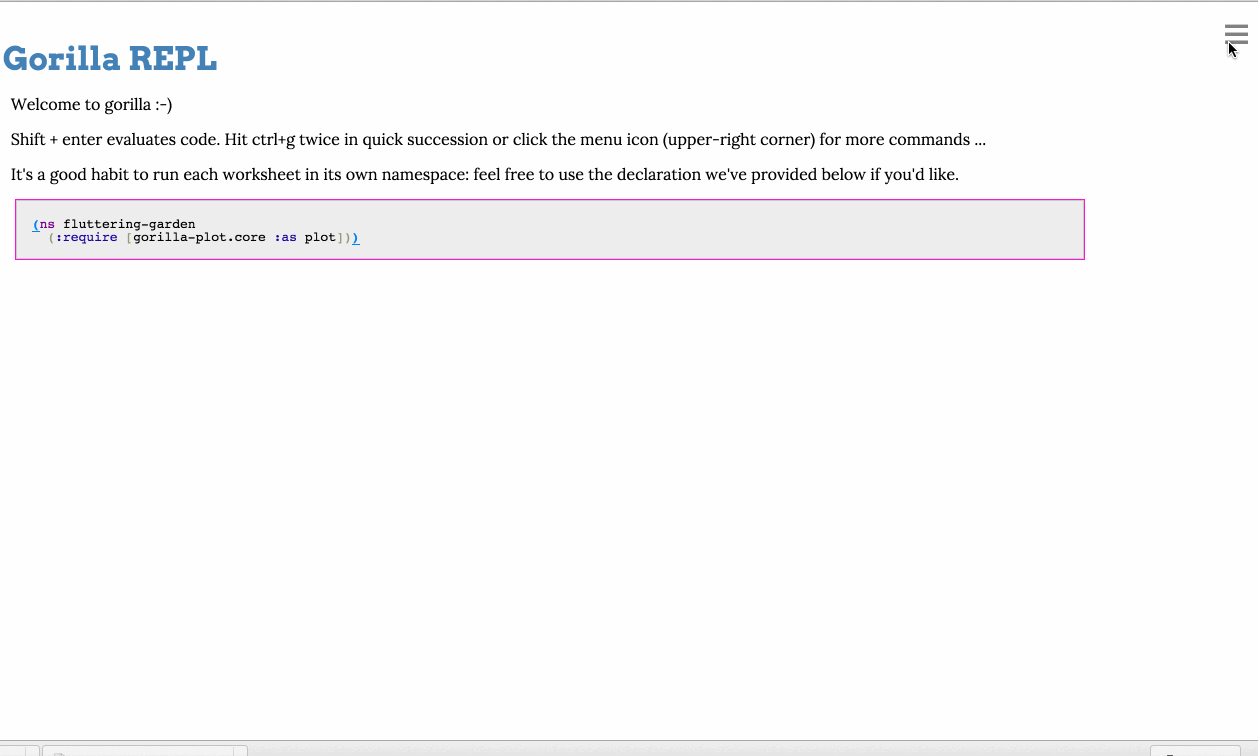 Gorilla REPL
Welcome to gorilla :-)
Shift + enter evaluates code. Hit ctrl+g twice in quick succession or click the menu icon (upper-right corner) for more commands ...
It's a good habit to run each worksheet in its own namespace: feel free to use the declaration we've provided below if you'd like.
(ns fluttering-garden
  (:require [gorilla-plot.core :as plot]))